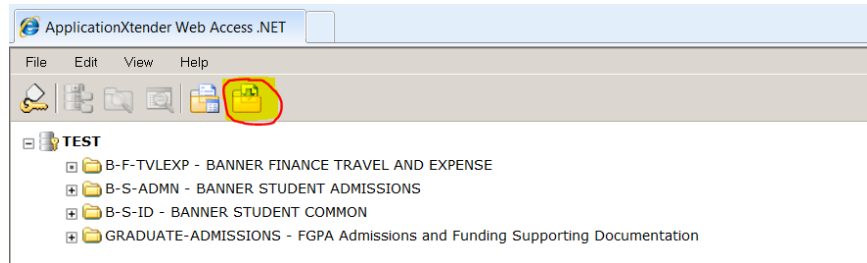 ApplicationXtender Web Access .NET
File Edit View Help
TEST
B-F-TVLEXP - BANNER FINANCE TRAVEL AND EXPENSE
B-S-ADMN - BANNER STUDENT ADMISSIONS
B-S-ID - BANNER STUDENT COMMON
GRADUATE-ADMISSIONS - FGPA Admissions and Funding Supporting Documentation